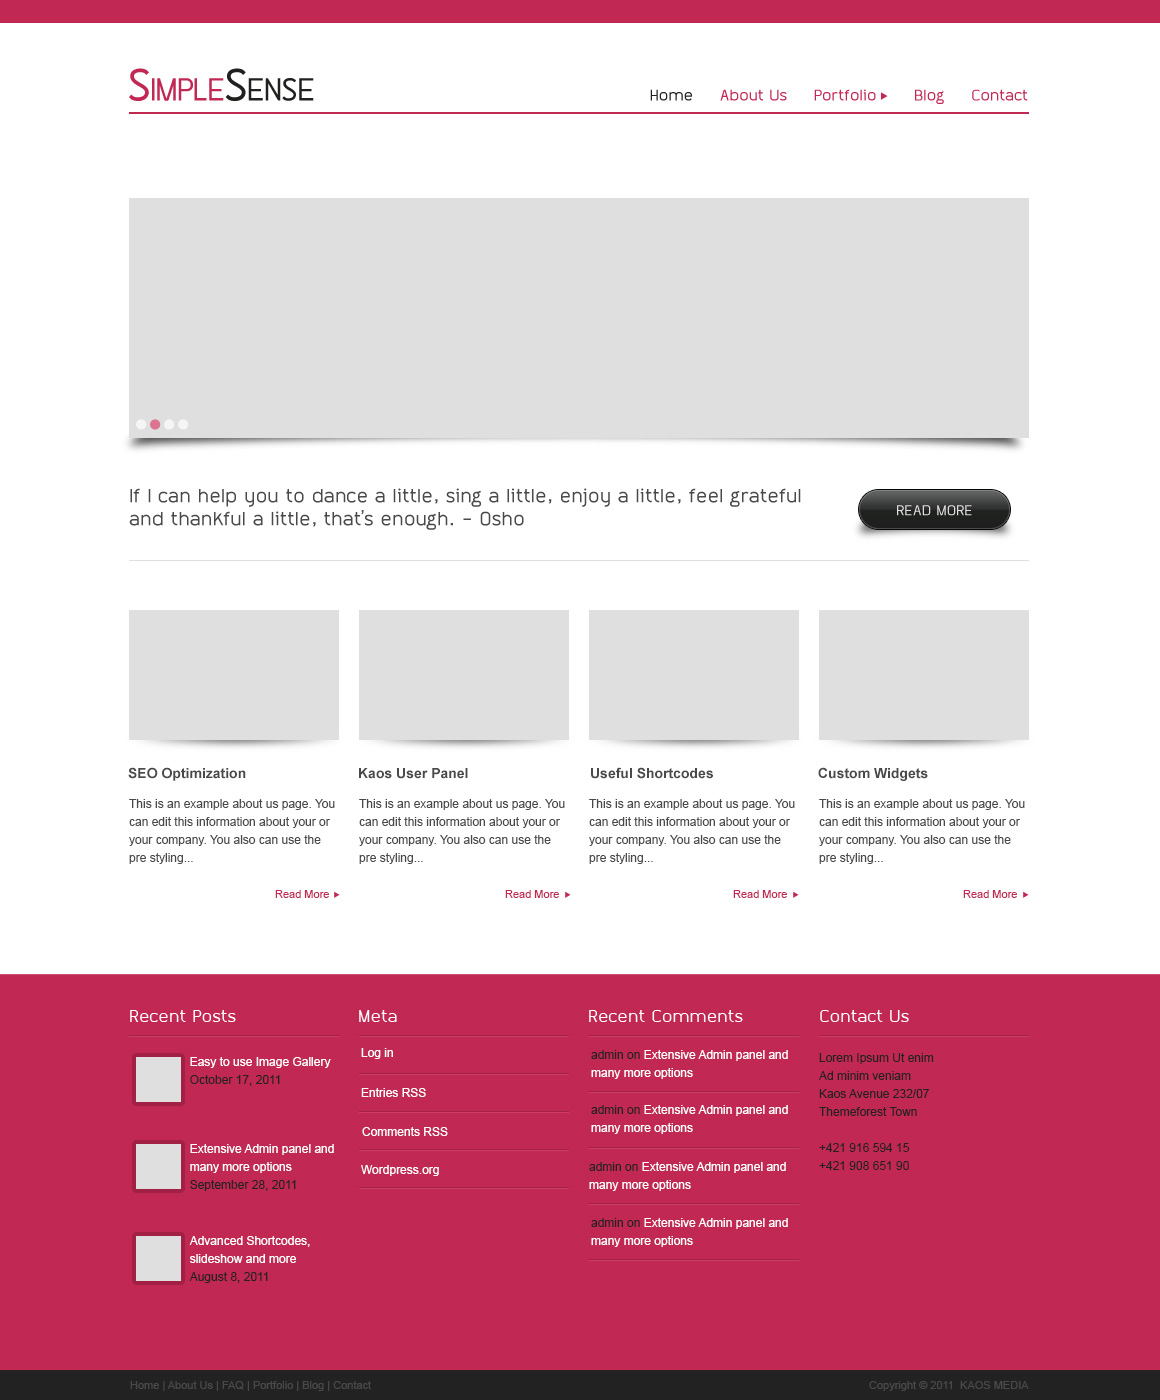 SimpleSense
Home About Us Portfolio Blog Contact
If I can help you to dance a little, sing a little, enjoy a little, feel grateful
and thankful a little, that's enough. - Osho
READ MORE
SEO Optimization
This is an example about us page. You
can edit this information about your or
your company. You also can use the
pre styling...
Read More
Kaos User Panel
This is an example about us page. You
can edit this information about your or
your company. You also can use the
pre styling...
Read More
Useful Shortcodes
This is an example about us page. You
can edit this information about your or
your company. You also can use the
pre styling...
Read More
Custom Widgets
This is an example about us page. You
can edit this information about your or
your company. You also can use the
pre styling...
Read More
Recent Posts
Easy to use Image Gallery
October 17, 2011
Extensive Admin panel and
many more options
September 28, 2011
Advanced Shortcodes,
slideshow and more
August 8, 2011
Meta
Log in
Entries RSS
Comments RSS
Wordpress.org
Recent Comments
admin on Extensive Admin panel and
many more options
admin on Extensive Admin panel and
many more options
admin on Extensive Admin panel and
many more options
admin on Extensive Admin panel and
many more options
Contact Us
Lorem Ipsum Ut enim
Ad minim veniam
Kaos Avenue 232/07
Themeforest Town
+421 916 594 15
+421 908 651 90
Home | About Us | FAQ | Portfolio | Blog | Contact
Copyright © 2011 KAOS MEDIA